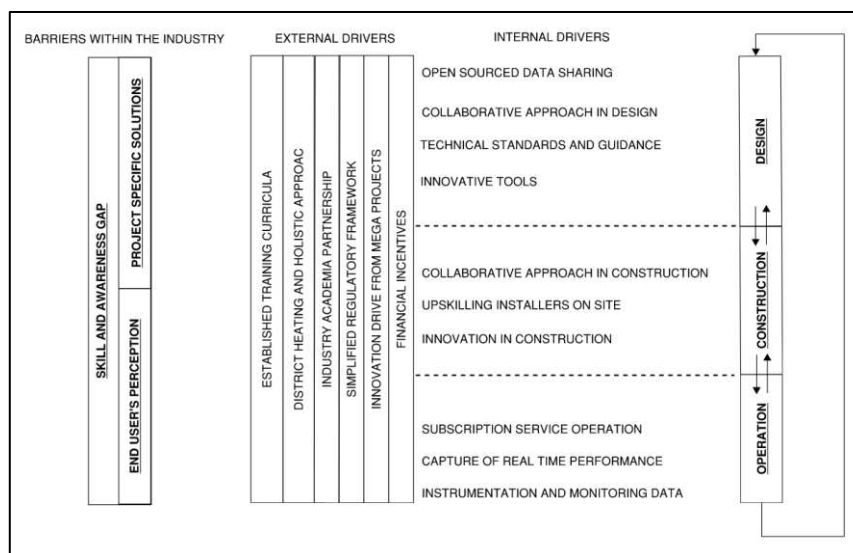 BARRIERS WITHIN THE INDUSTRY
SKILL AND AWARENESS GAP
PROJECT SPECIFIC SOLUTIONS
END USER'S PERCEPTION
EXTERNAL DRIVERS
ESTABLISHED TRAINING CURRICULA
DISTRICT HEATING AND HOLISTIC APPROAC
INDUSTRY ACADEMIA PARTNERSHIP
SIMPLIFIED REGULATORY FRAMEWORK
INNOVATION DRIVE FROM MEGA PROJECTS
FINANCIAL INCENTIVES
INTERNAL DRIVERS
OPEN SOURCED DATA SHARING
COLLABORATIVE APPROACH IN DESIGN
TECHNICAL STANDARDS AND GUIDANCE
INNOVATIVE TOOLS
COLLABORATIVE APPROACH IN CONSTRUCTION
UPSKILLING INSTALLERS ON SITE
INNOVATION IN CONSTRUCTION
SUBSCRIPTION SERVICE OPERATION
CAPTURE OF REAL TIME PERFORMANCE
INSTRUMENTATION AND MONITORING DATA
DESIGN
CONSTRUCTION
OPERATION